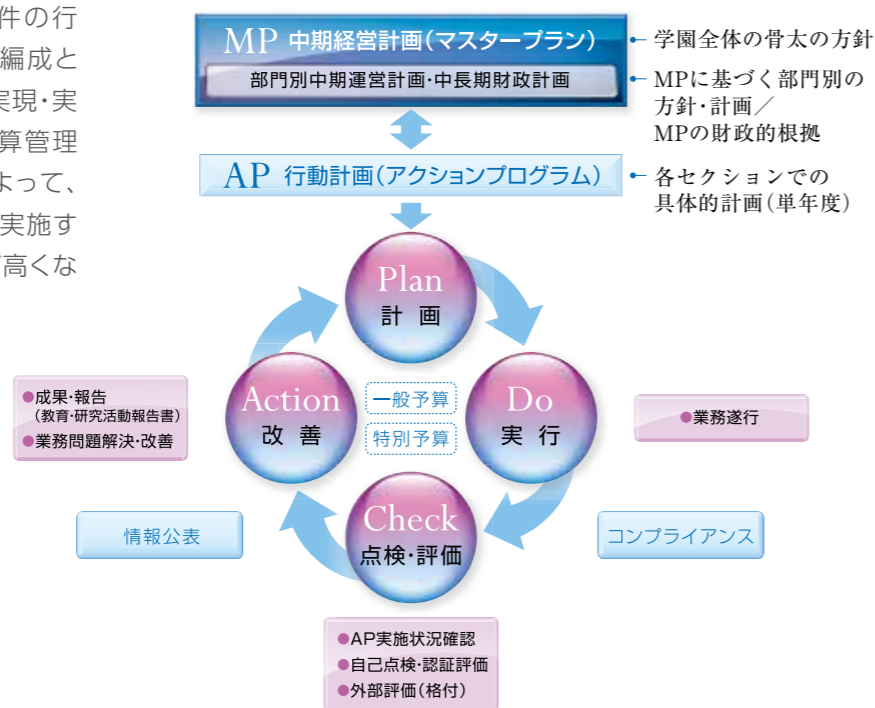 件の行
編成と
実現・実
算管理
よって、
実施す
高くな
MP 中期経営計画（マスタープラン）
部門別中期運営計画・中長期財政計画
学園全体の骨太の方針
MPに基づく部門別の
方針・計画／
MPの財政的根拠
AP 行動計画（アクションプログラム）
各セクションでの
具体的計画（単年度）
Plan
計 画
Action
改 善
一般予算
特別予算
Do
実 行
●成果・報告
（教育・研究活動報告書）
●業務問題解決・改善
●業務遂行
Check
点検・評価
情報公表
コンプライアンス
●AP実施状況確認
●自己点検・認証評価
●外部評価（格付）